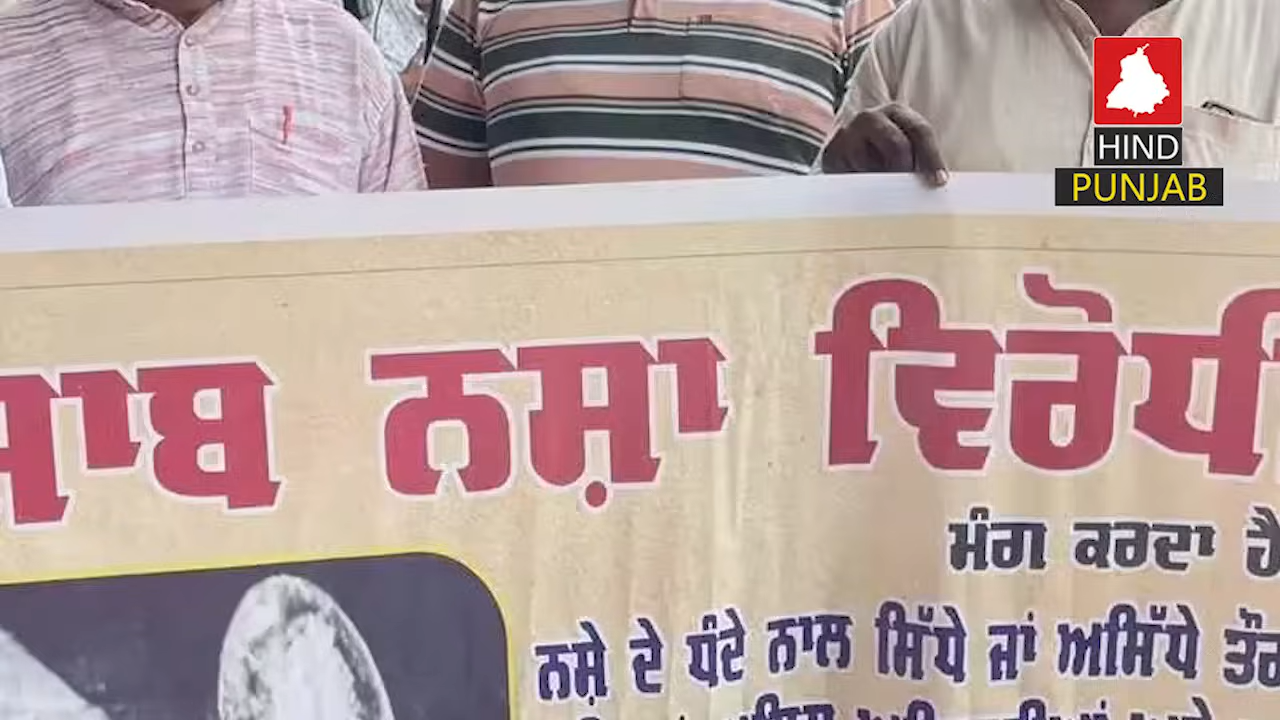 HIND
PUNJAB
ਨਸ਼ਾ ਵਿਰੋਧੀ
ਮੰਗ ਕਰਦਾ ਹੈ
ਨਸ਼ੇ ਦੇ ਧੰਦੇ ਨਾਲ ਸਿੱਧੇ ਜਾਂ ਅਸਿੱਧੇ